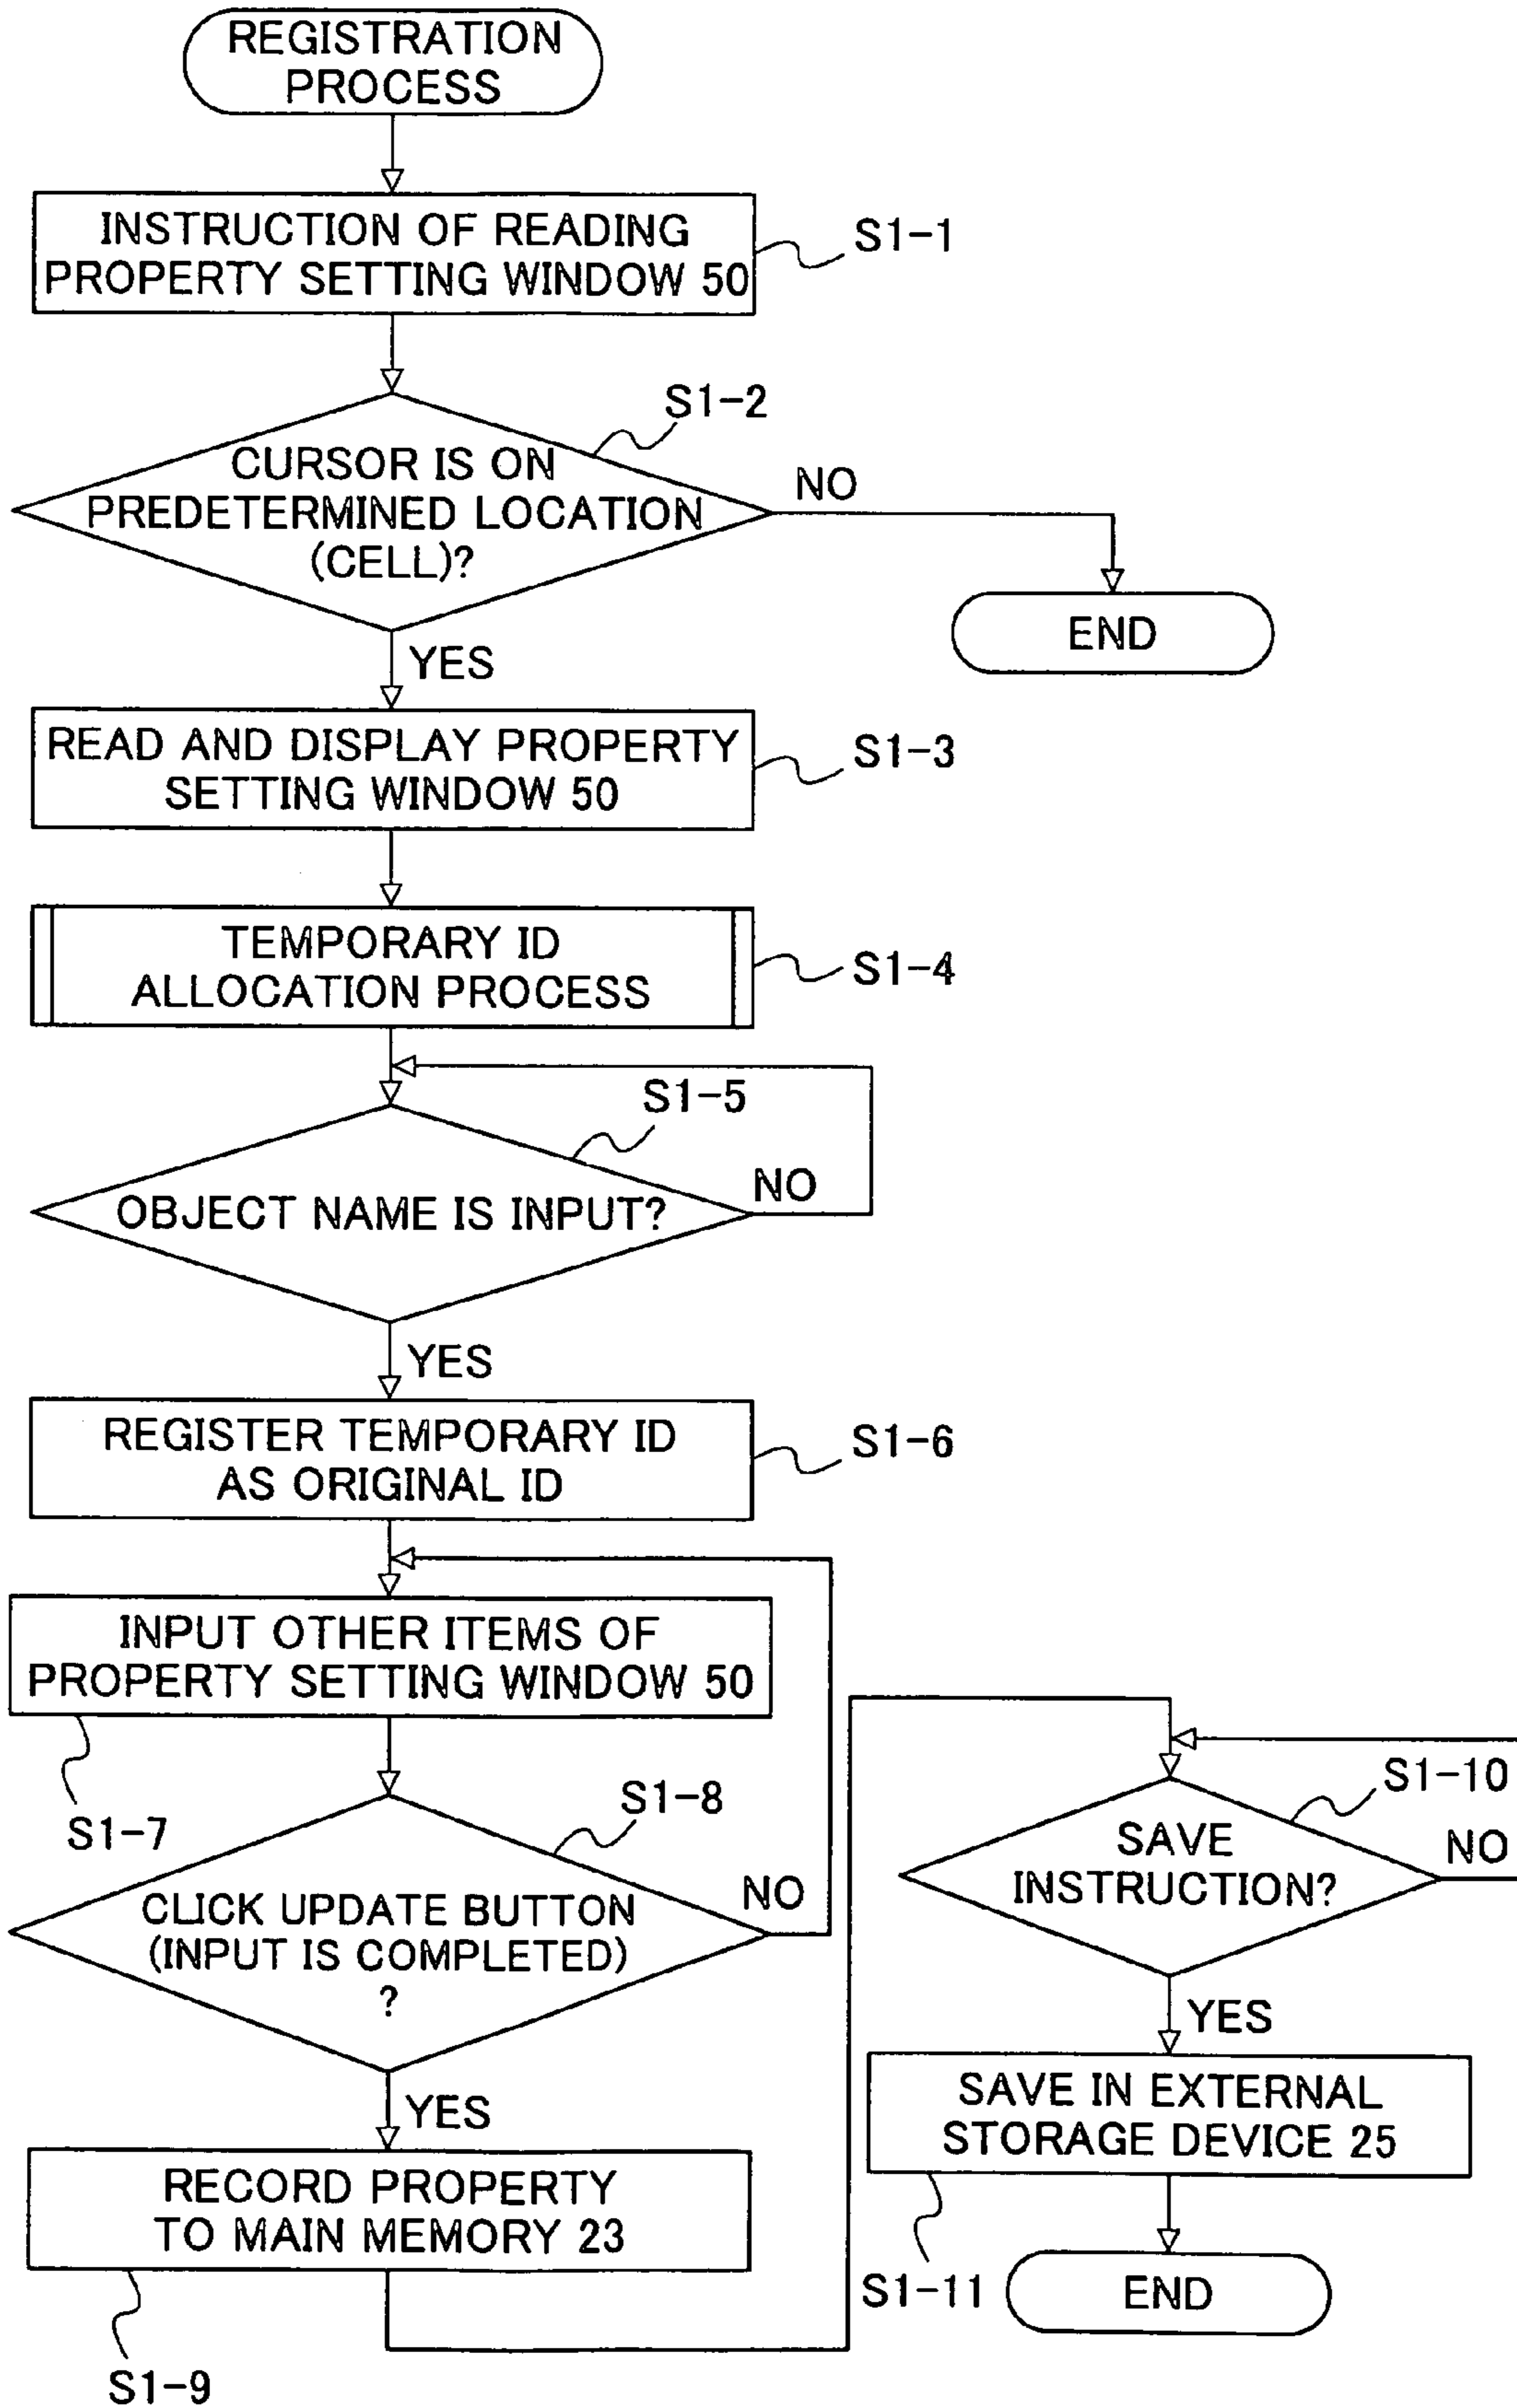 REGISTRATION
PROCESS
INSTRUCTION OF READING
PROPERTY SETTING WINDOW 50
S1-1
S1-2
CURSOR IS ON
PREDETERMINED LOCATION
(CELL)?
NO
END
YES
READ AND DISPLAY PROPERTY
SETTING WINDOW 50
S1-3
TEMPORARY ID
ALLOCATION PROCESS
S1-4
S1-5
OBJECT NAME IS INPUT?
NO
YES
REGISTER TEMPORARY ID
AS ORIGINAL ID
S1-6
INPUT OTHER ITEMS OF
PROPERTY SETTING WINDOW 50
S1-7
S1-8
CLICK UPDATE BUTTON
(INPUT IS COMPLETED)
?
NO
YES
RECORD PROPERTY
TO MAIN MEMORY 23
S1-9
S1-10
SAVE
INSTRUCTION?
NO
YES
SAVE IN EXTERNAL
STORAGE DEVICE 25
S1-11
END